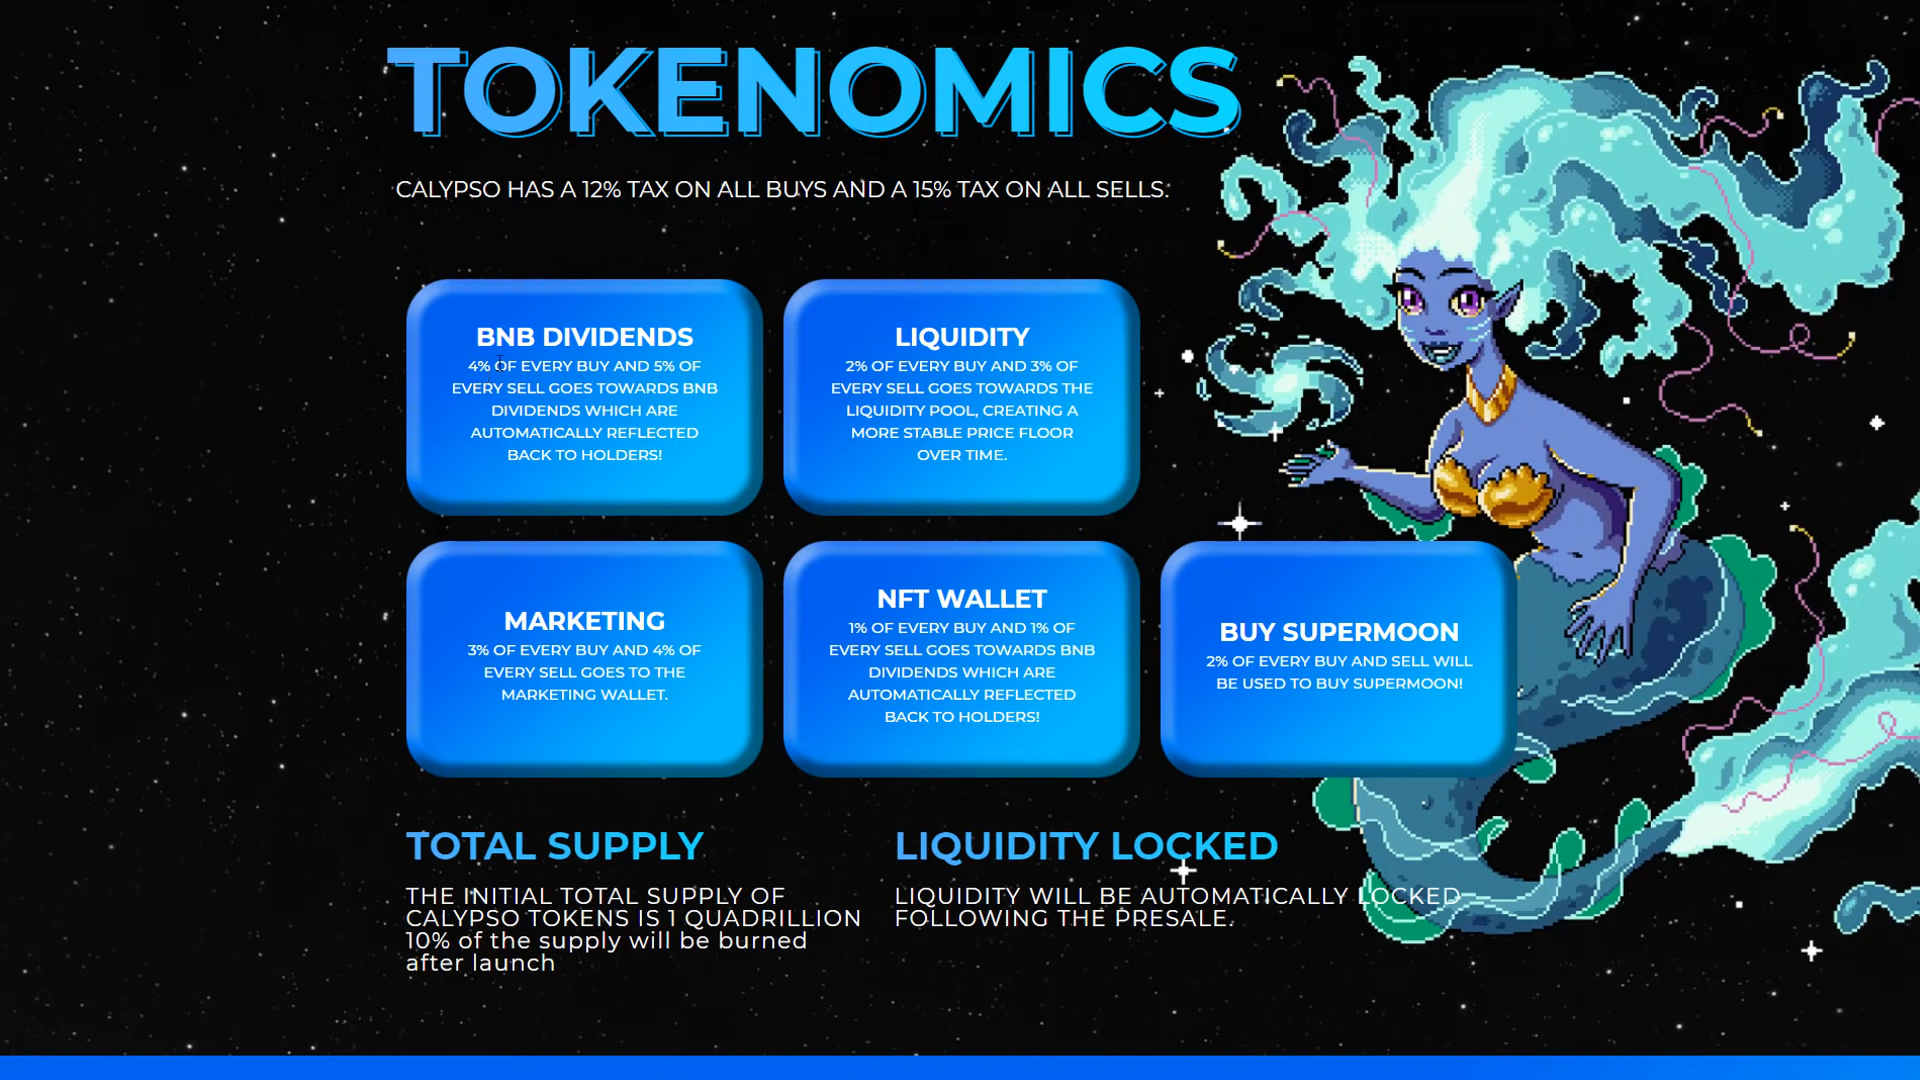 TOKENOMICS
CALYPSO HAS A 12% TAX ON ALL BUYS AND A 15% TAX ON ALL SELLS.
BNB DIVIDENDS
4% OF EVERY BUY AND 5% OF
EVERY SELL GOES TOWARDS BNB
DIVIDENDS WHICH ARE
AUTOMATICALLY REFLECTED
BACK TO HOLDERS!
LIQUIDITY
2% OF EVERY BUY AND 3% OF
EVERY SELL GOES TOWARDS THE
LIQUIDITY POOL, CREATING A
MORE STABLE PRICE FLOOR
OVER TIME.
MARKETING
3% OF EVERY BUY AND 4% OF
EVERY SELL GOES TO THE
MARKETING WALLET.
NFT WALLET
1% OF EVERY BUY AND 1% OF
EVERY SELL GOES TOWARDS BNB
DIVIDENDS WHICH ARE
AUTOMATICALLY REFLECTED
BACK TO HOLDERS!
BUY SUPERMOON
2% OF EVERY BUY AND SELL WILL
BE USED TO BUY SUPERMOON!
TOTAL SUPPLY
THE INITIAL TOTAL SUPPLY OF
CALYPSO TOKENS IS 1 QUADRILLION
10% of the supply will be burned
after launch
LIQUIDITY LOCKED
LIQUIDITY WILL BE AUTOMATICALLY LOCKED
FOLLOWING THE PRESALE.